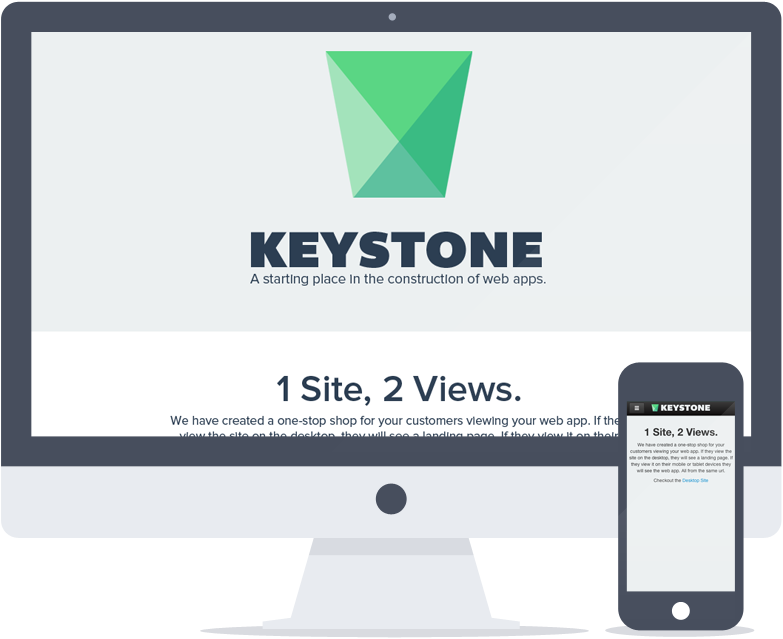 KEYSTONE
A starting place in the construction of web apps.
1 Site, 2 Views.
We have created a one-stop shop for your customers viewing your web app. If the
view the site on the desktop, they will see a landing page. If they view it on their
KEYSTONE
1 Site, 2 Views.
We have created a one-stop shop for your
customers viewing your web app. If they view the
site on the desktop, they will see a landing page. If
they view it on their mobile or tablet devices they
will see the web app. All from the same url.
Checkout the Desktop Site